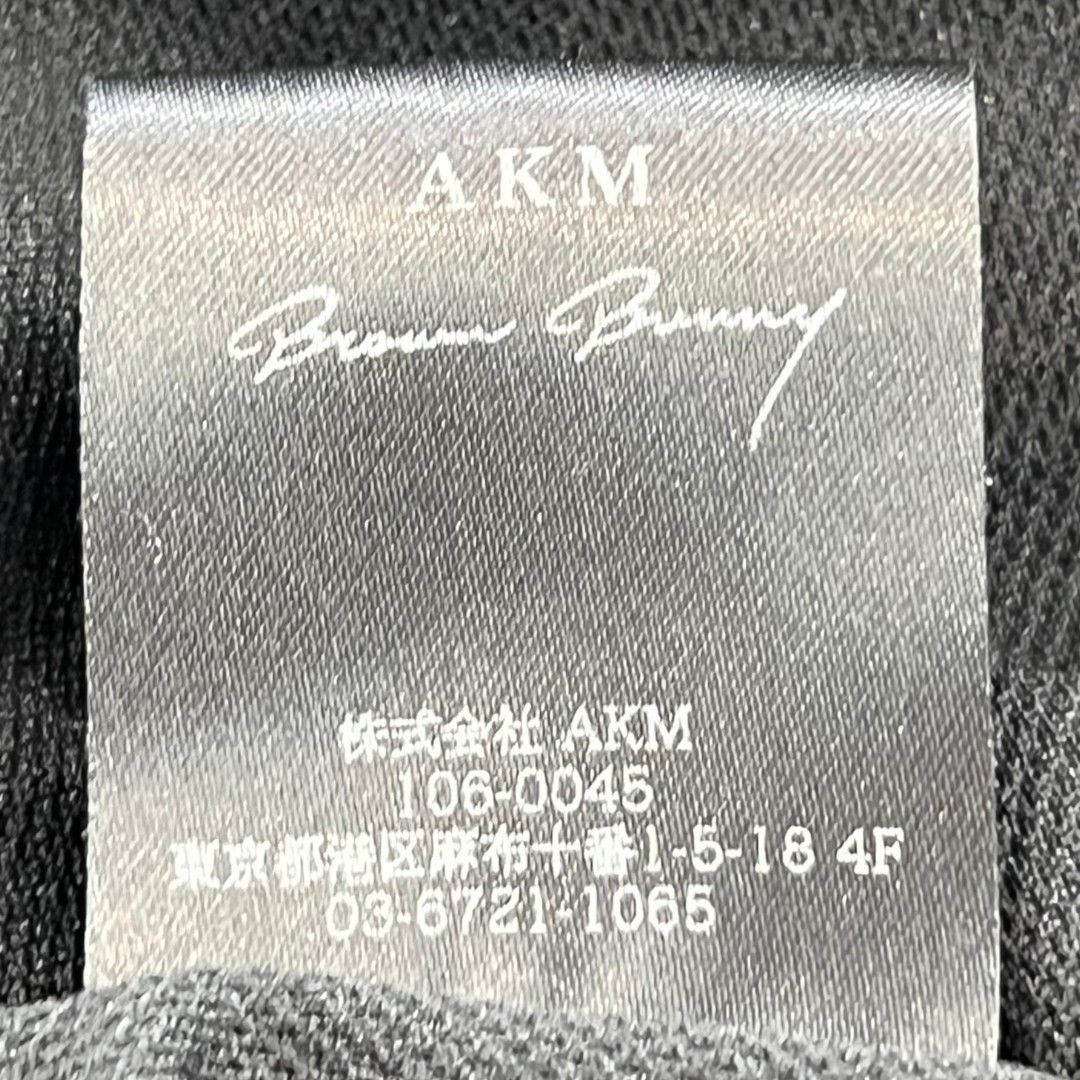 AKM
Brown Bunny
株式会社 AKM
106-0045
東京都港区麻布十番1-5-18 4F
03-6721-1065